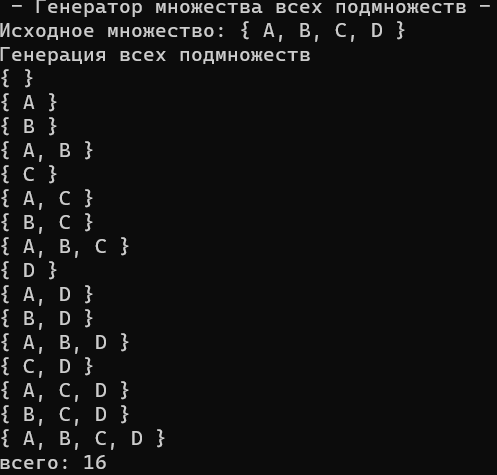 - Генератор множества всех подмножеств -
Исходное множество: { A, B, C, D }
Генерация всех подмножеств
{ }
{ A }
{ B }
{ A, B }
{ C }
{ A, C }
{ B, C }
{ A, B, C }
{ D }
{ A, D }
{ B, D }
{ A, B, D }
{ C, D }
{ A, C, D }
{ B, C, D }
{ A, B, C, D }
всего: 16